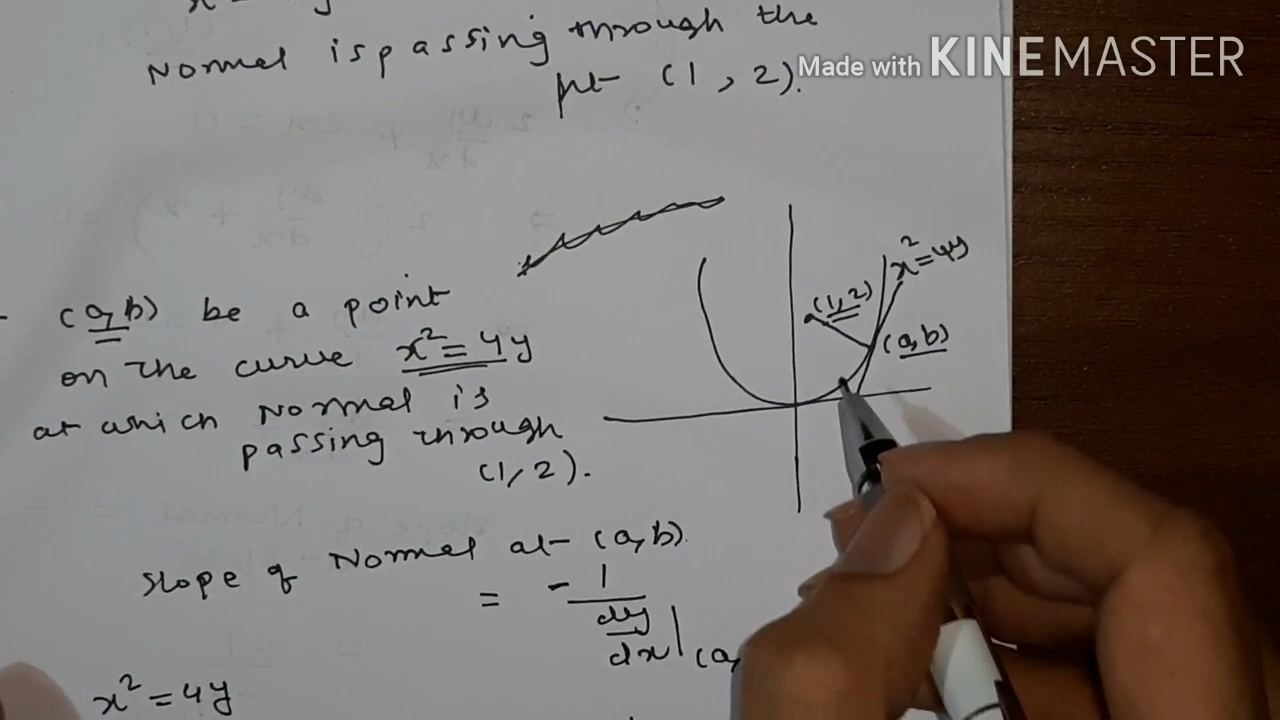 Normal is passing through the
pt (1, 2).
Made with KINEMASTER
x² = 4y
(1,2)
(a,b)
(a,b) be a point
on the curve x² = 4y
at which Normal is
passing through
(1,2).
slope of Normal at (a,b).
= - 1
dy
dx (a,
x² = 4y